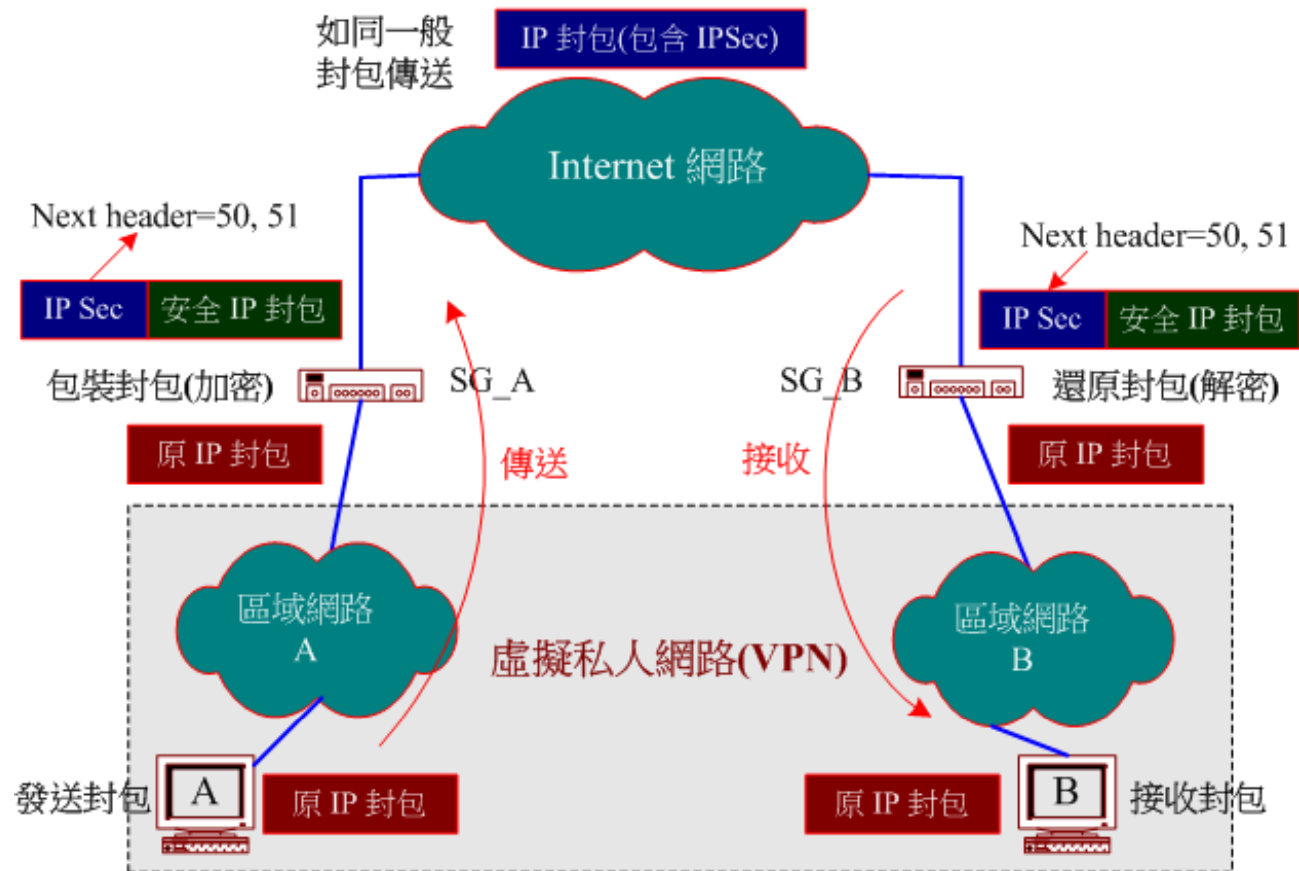 如同一般
封包傳送
IP 封包(包含 IPSec)
Internet 網路
Next header=50, 51
Next header=50, 51
IP Sec
安全 IP 封包
IP Sec
安全 IP 封包
包裝封包(加密)
SG_A
SG_B
還原封包(解密)
原 IP 封包
傳送
接收
原 IP 封包
區域網路
A
區域網路
B
虛擬私人網路(VPN)
發送封包
A
原 IP 封包
原 IP 封包
B
接收封包